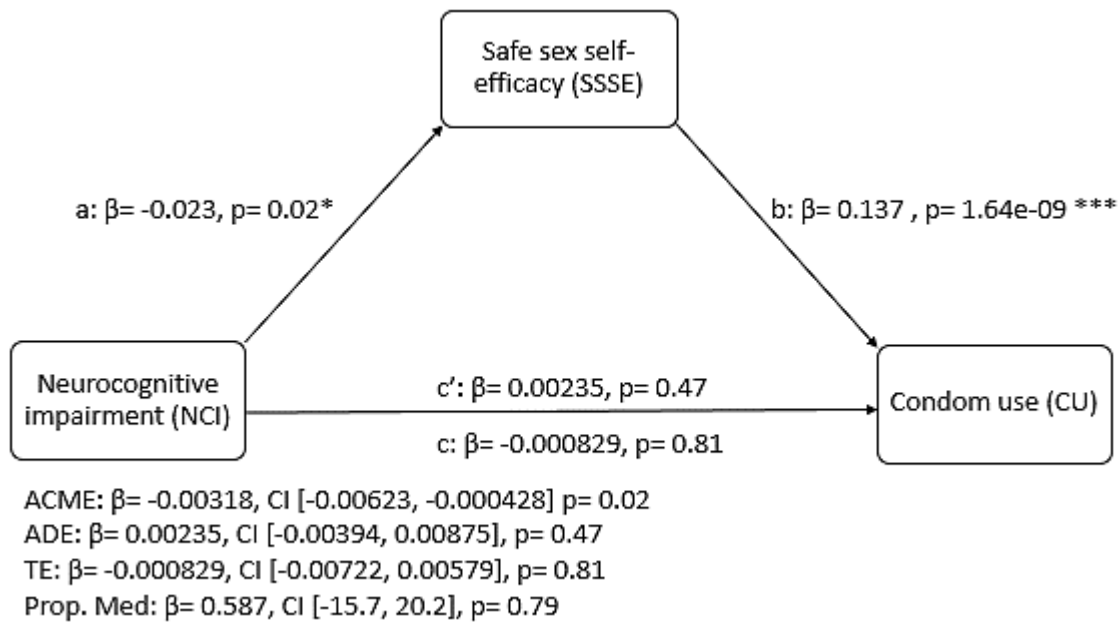 Safe sex self-
efficacy (SSSE)
a: β= -0.023, p= 0.02*
b: β= 0.137 , p= 1.64e-09 ***
Neurocognitive
impairment (NCI)
c’: β= 0.00235, p= 0.47
c: β= -0.000829, p= 0.81
Condom use (CU)
ACME: β= -0.00318, CI [-0.00623, -0.000428] p= 0.02
ADE: β= 0.00235, CI [-0.00394, 0.00875], p= 0.47
TE: β= -0.000829, CI [-0.00722, 0.00579], p= 0.81
Prop. Med: β= 0.587, CI [-15.7, 20.2], p= 0.79